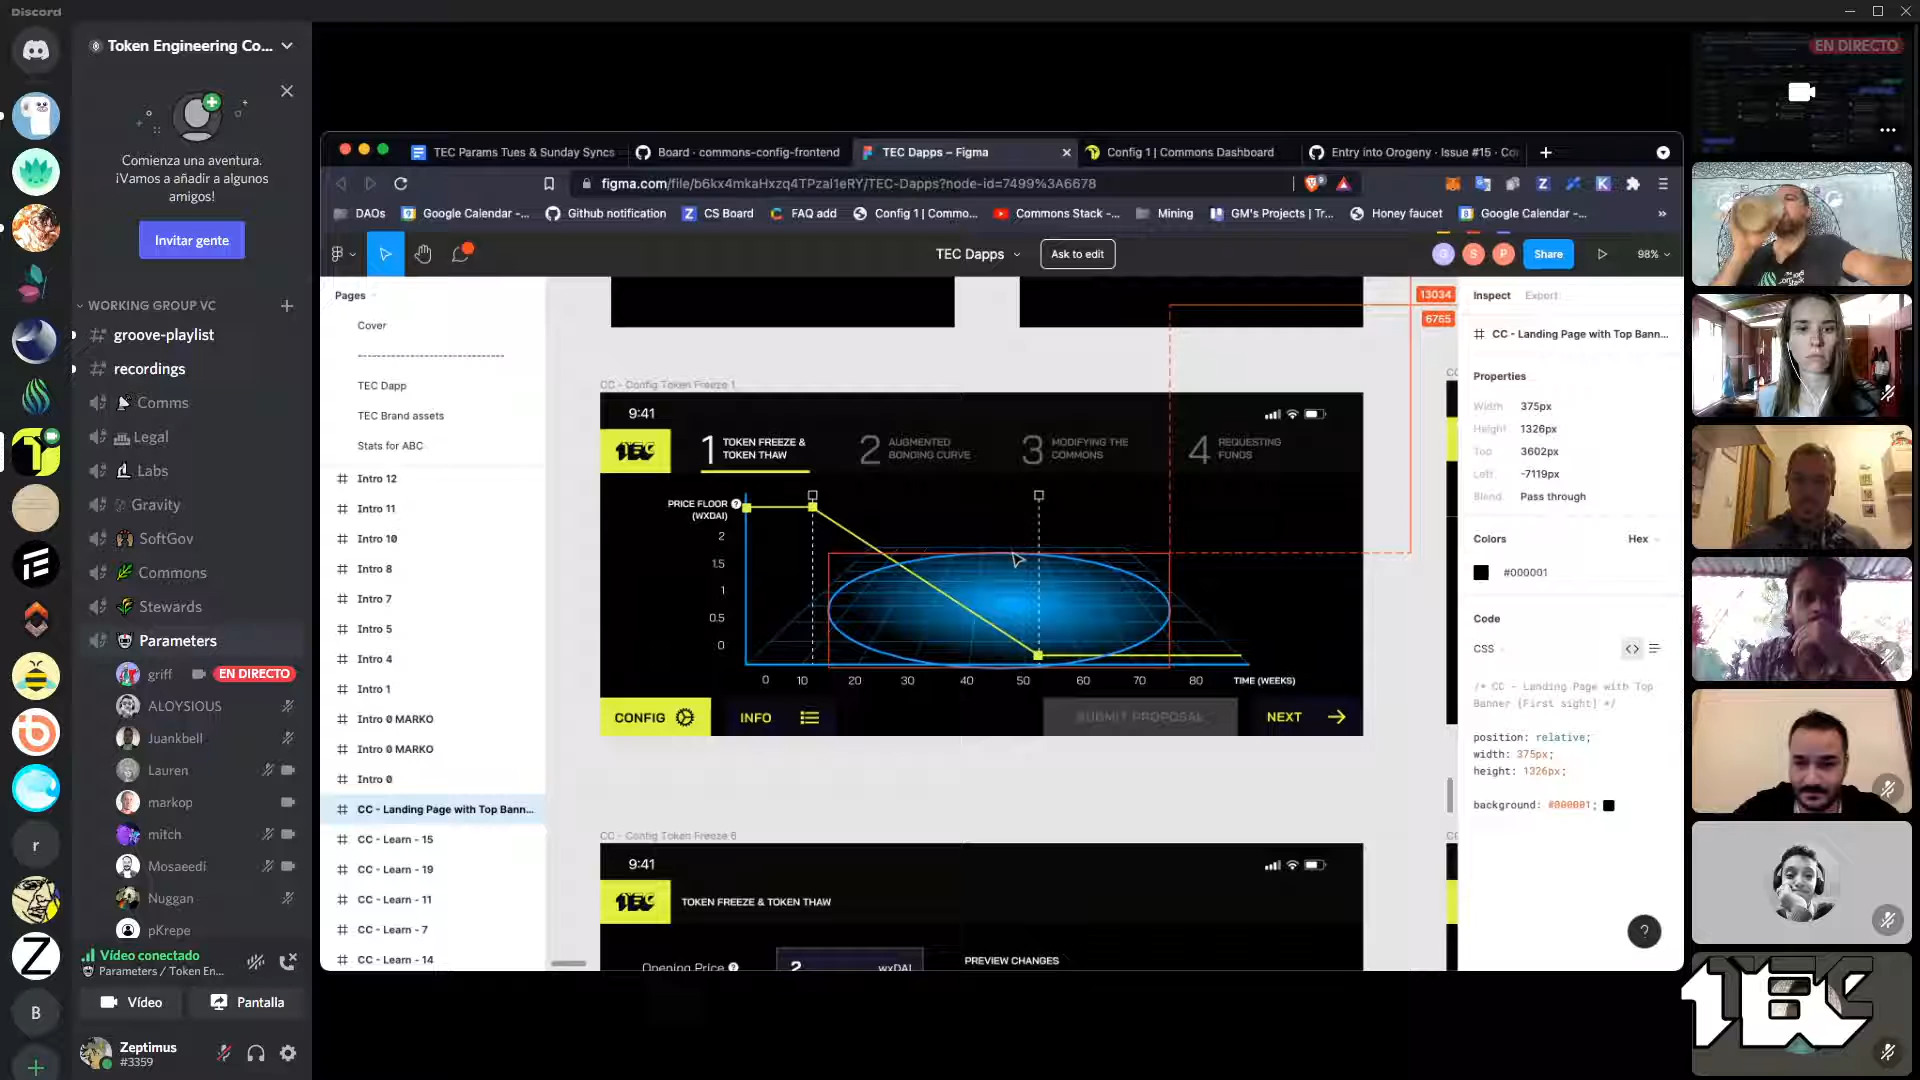 Discord
Token Engineering Co...
Comienza una aventura.
¡Vamos a añadir a algunos
amigos!
Invitar gente
WORKING GROUP VC
groove-playlist
recordings
Comms
Legal
Labs
Gravity
SoftGov
Commons
Stewards
Parameters
griff
EN DIRECTO
ALOYSIOUS
Juankbell
Lauren
markop
mitch
Mosaeedi
Nuggan
pKrepe
r
B
Vídeo conectado
Parameters / Token En...
Vídeo
Pantalla
Zeptimus
#3359
TEC Params Tues & Sunday Syncs
Board · commons-config-frontend
TEC Dapps – Figma
Config 1 | Commons Dashboard
Entry into Orogeny · Issue #15 · Co
figma.com/file/b6kx4mkaHxzq4TPzal1eRY/TEC-Dapps?node-id=7499%3A6678
DAOs
Google Calendar -...
Github notification
CS Board
FAQ add
Config 1 | Commo...
Commons Stack -...
Mining
GM's Projects | Tr...
Honey faucet
Google Calendar -...
TEC Dapps
Ask to edit
G
S
P
Share
98%
Pages
Cover
TEC Dapp
TEC Brand assets
Stats for ABC
Intro 12
Intro 11
Intro 10
Intro 8
Intro 7
Intro 5
Intro 4
Intro 1
Intro 0 MARKO
Intro 0 MARKO
Intro 0
CC - Landing Page with Top Bann...
CC - Learn - 15
CC - Learn - 19
CC - Learn - 11
CC - Learn - 7
CC - Learn - 14
13034
6765
CC - Config Token Freeze 1
9:41
TEC
1 TOKEN FREEZE &
TOKEN THAW
2 AUGMENTED
BONDING CURVE
3 MODIFYING THE
COMMONS
4 REQUESTING
FUNDS
PRICE FLOOR
(WXDAI)
2
1.5
1
0.5
0
0 10 20 30 40 50 60 70 80 TIME (WEEKS)
CONFIG
INFO
SUBMIT PROPOSAL
NEXT
CC - Config Token Freeze 6
9:41
TEC
TOKEN FREEZE & TOKEN THAW
Opening Price
2
wxDAI
PREVIEW CHANGES
Inspect
Export
CC - Landing Page with Top Bann...
Properties
Width 375px
Height 1326px
Top 3602px
Left -7119px
Blend Pass through
Colors
Hex
#000001
Code
CSS
/* CC - Landing Page with Top
Banner (First sight) */
position: relative;
width: 375px;
height: 1326px;
background: #000001;
?
EN DIRECTO
TEC